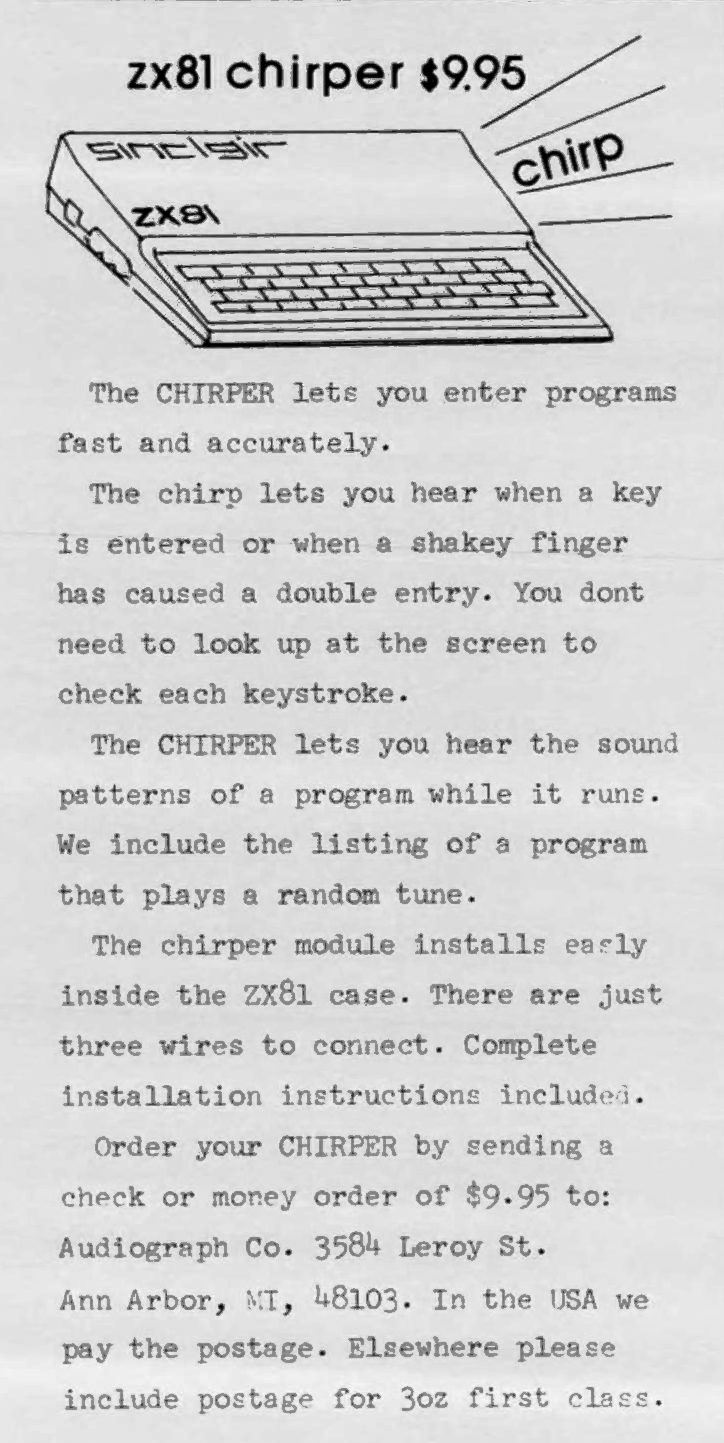 zx81 chirper $9.95
sinclair
chirp
ZX81
The CHIRPER lets you enter programs
fast and accurately.
The chirp lets you hear when a key
is entered or when a shakey finger
has caused a double entry. You dont
need to look up at the screen to
check each keystroke.
The CHIRPER lets you hear the sound
patterns of a program while it runs.
We include the listing of a program
that plays a random tune.
The chirper module installs easly
inside the ZX81 case. There are just
three wires to connect. Complete
installation instructions included.
Order your CHIRPER by sending a
check or money order of $9.95 to:
Audiograph Co. 3584 Leroy St.
Ann Arbor, MI, 48103. In the USA we
pay the postage. Elsewhere please
include postage for 3oz first class.